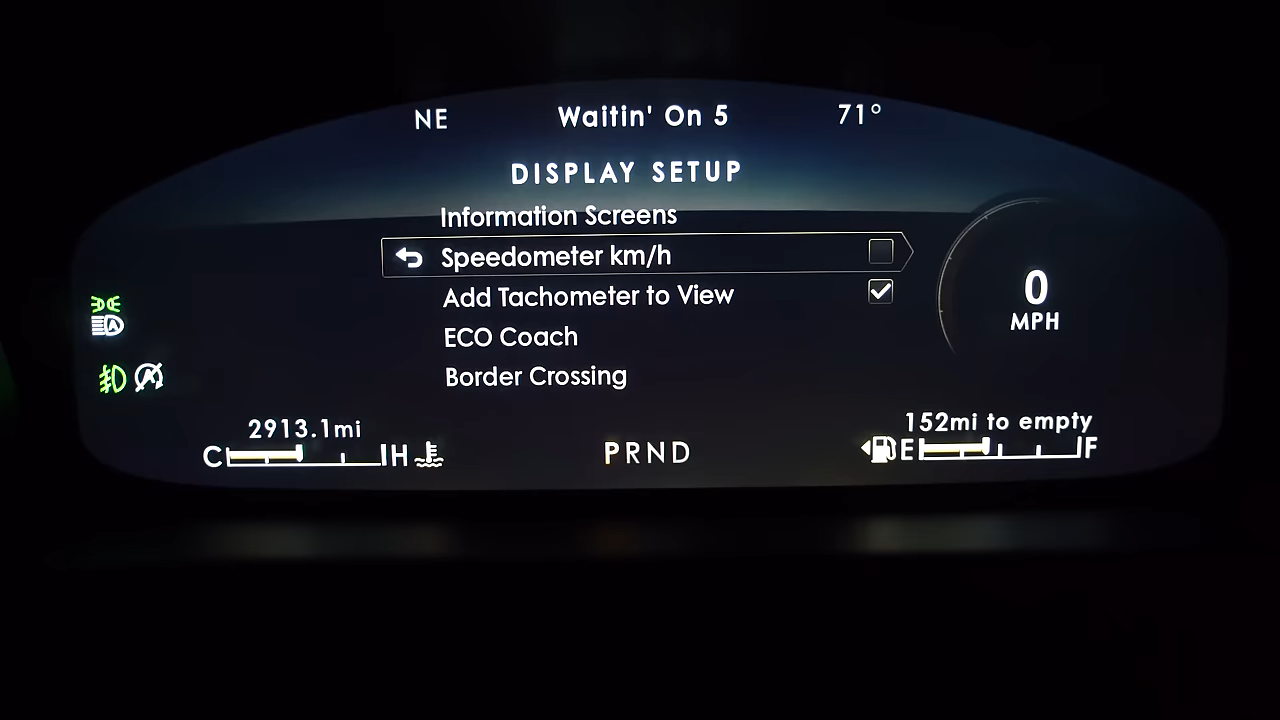 NE Waitin' On 5 71°
DISPLAY SETUP
Information Screens
Speedometer km/h
Add Tachometer to View
ECO Coach
Border Crossing
0
MPH
A
A
2913.1mi
C H
PRND
152mi to empty
E F